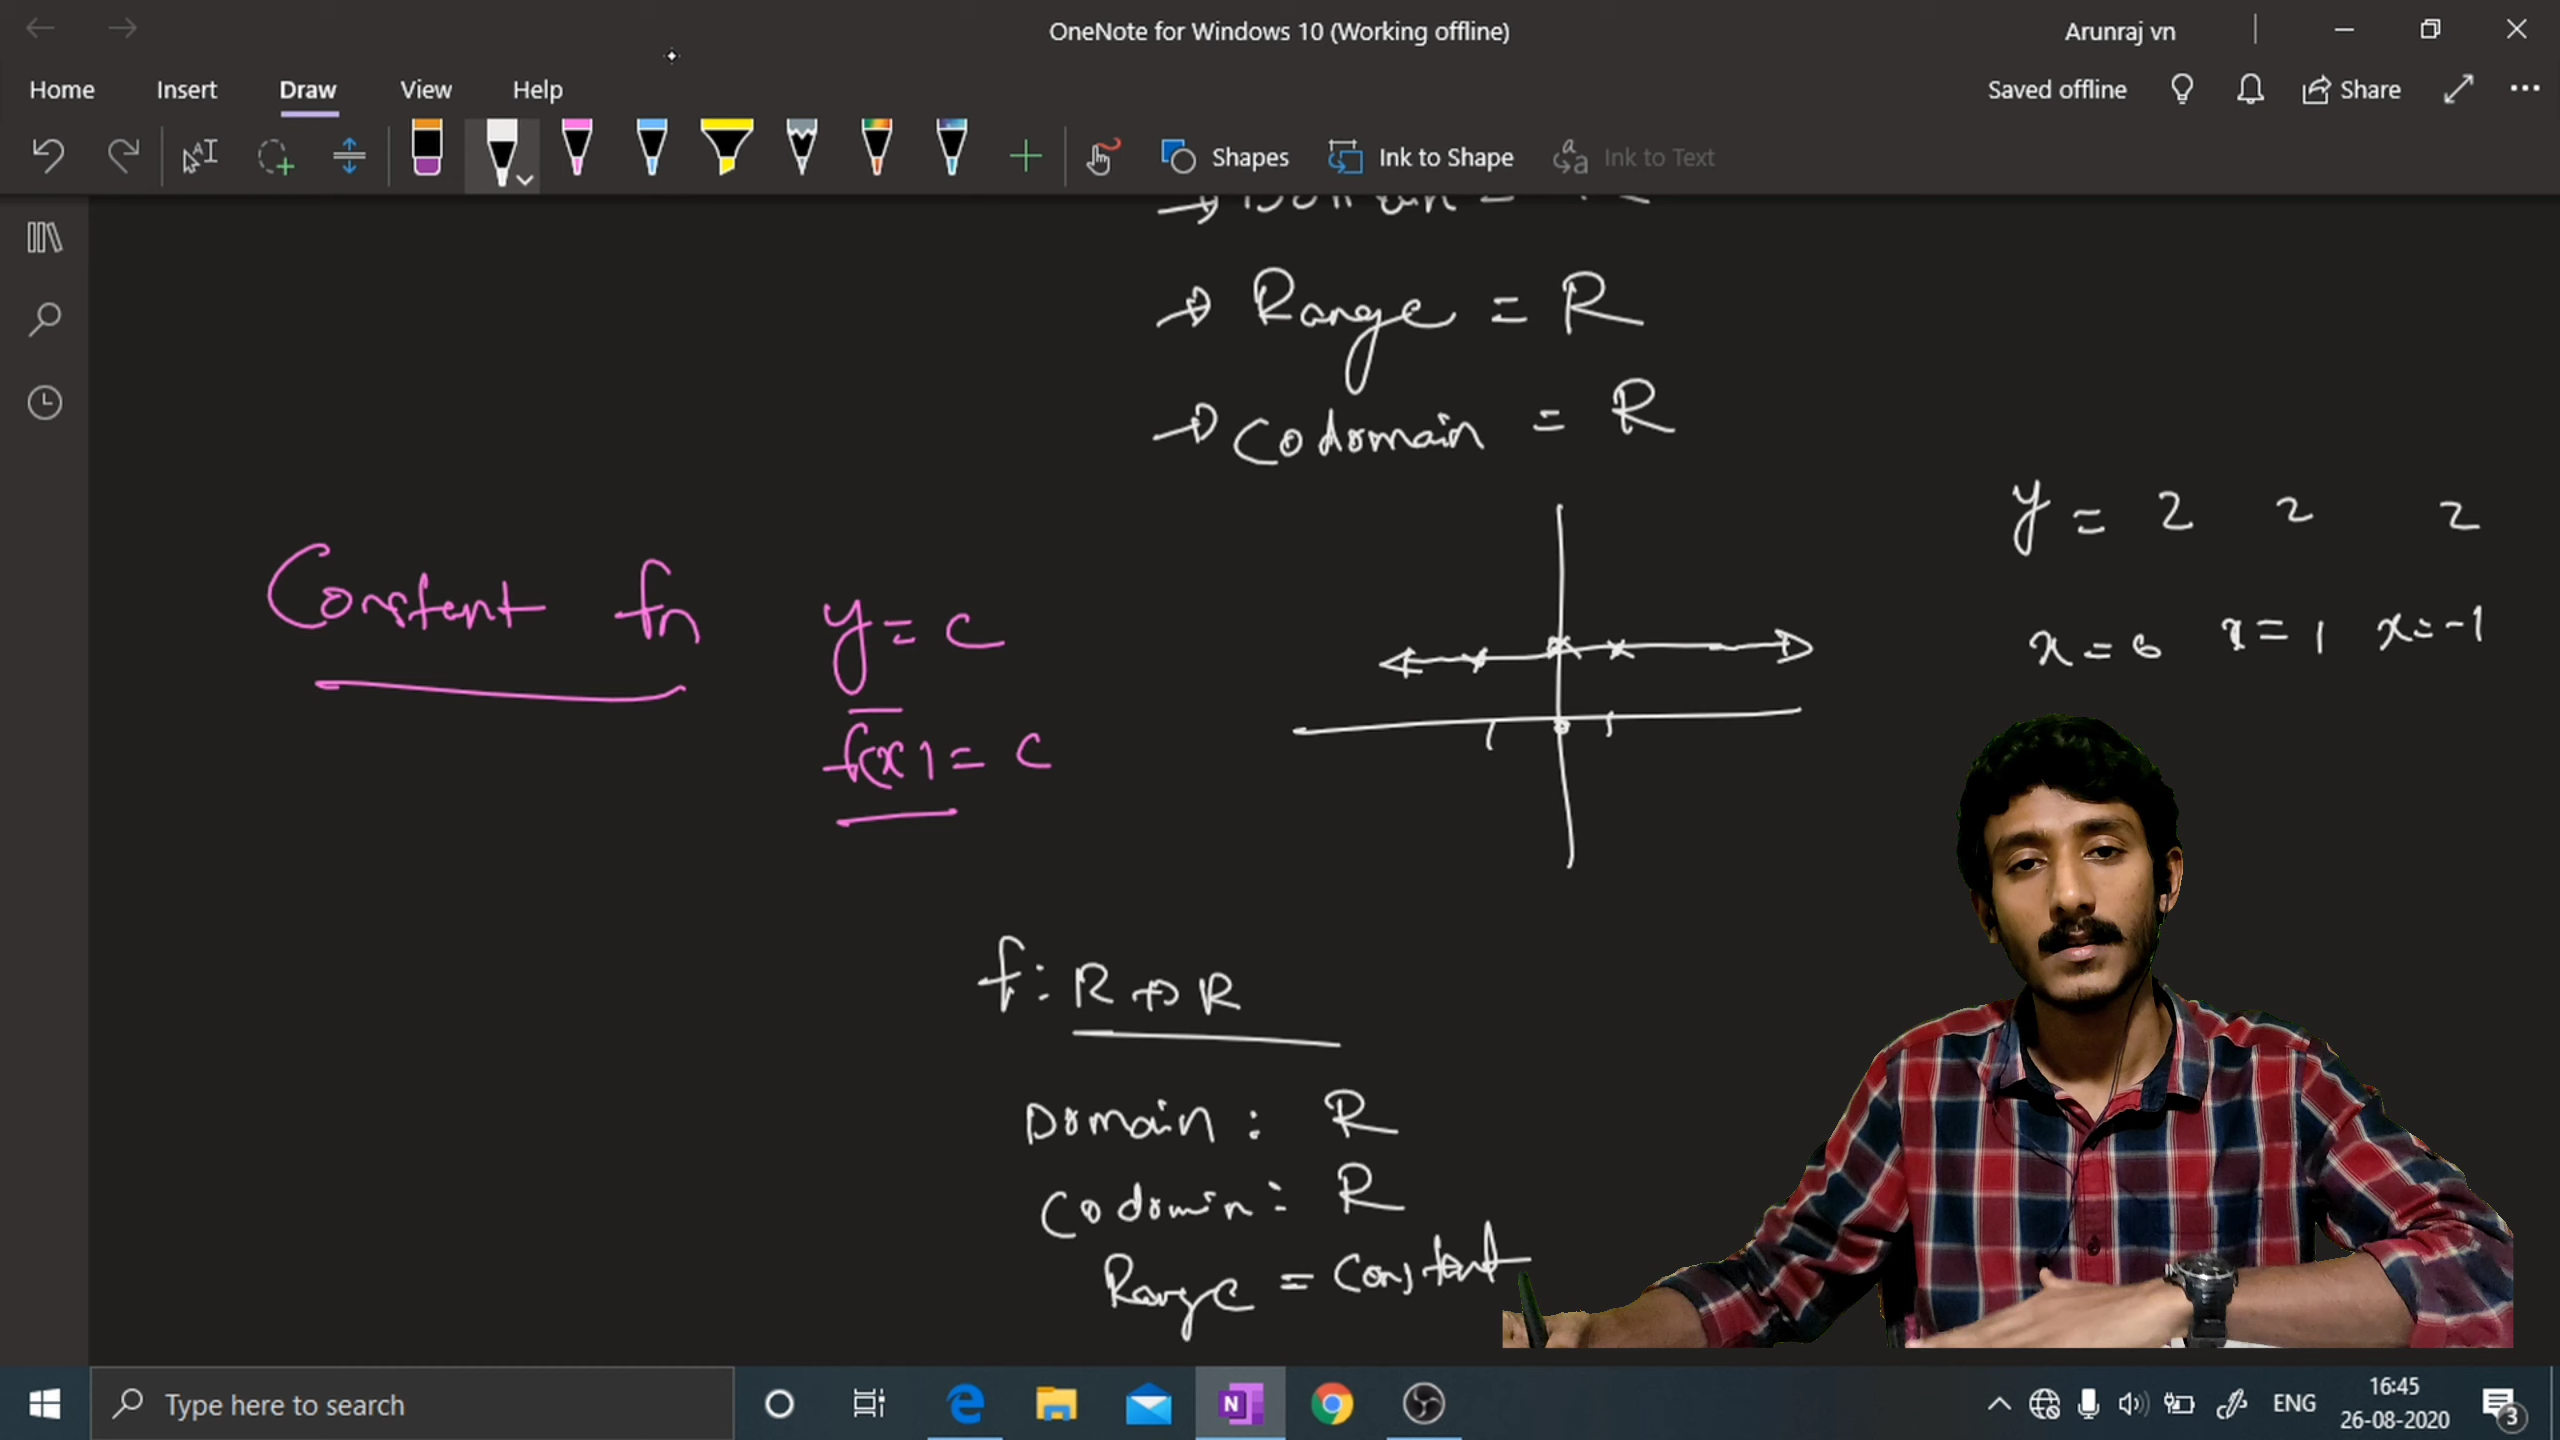 OneNote for Windows 10 (Working offline)
Arunraj vn
Home Insert Draw View Help
Saved offline
Share
Shapes
Ink to Shape
Ink to Text
→ Range = R
→ Codomain = R
y = 2 2 2
x = 0 x = 1 x = -1
Constant fn
y = c
f(x) = c
f: R → R
Domain : R
Codomin : R
Range = Constant
Type here to search
ENG
16:45
26-08-2020
3